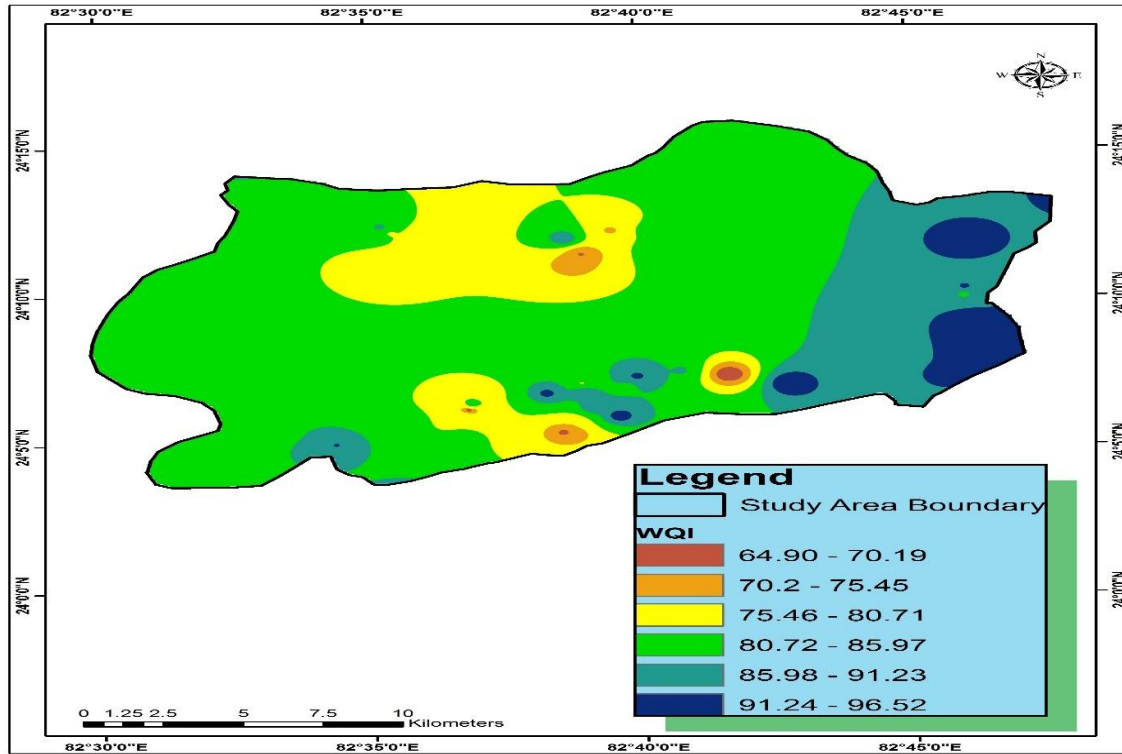 82°30'0"E 82°35'0"E 82°40'0"E 82°45'0"E
N
W E
S
24°15'0"N 24°15'0"N
24°10'0"N 24°10'0"N
24°5'0"N 24°5'0"N
24°0'0"N 24°0'0"N
Legend
Study Area Boundary
WQI
64.90 - 70.19
70.2 - 75.45
75.46 - 80.71
80.72 - 85.97
85.98 - 91.23
91.24 - 96.52
0 1.25 2.5 5 7.5 10
Kilometers
82°30'0"E 82°35'0"E 82°40'0"E 82°45'0"E